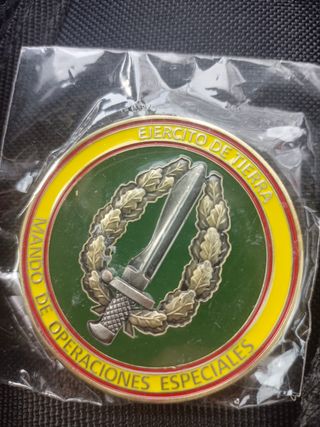 EJERCITO DE TIERRA
MANDO DE OPERACIONES ESPECIALES